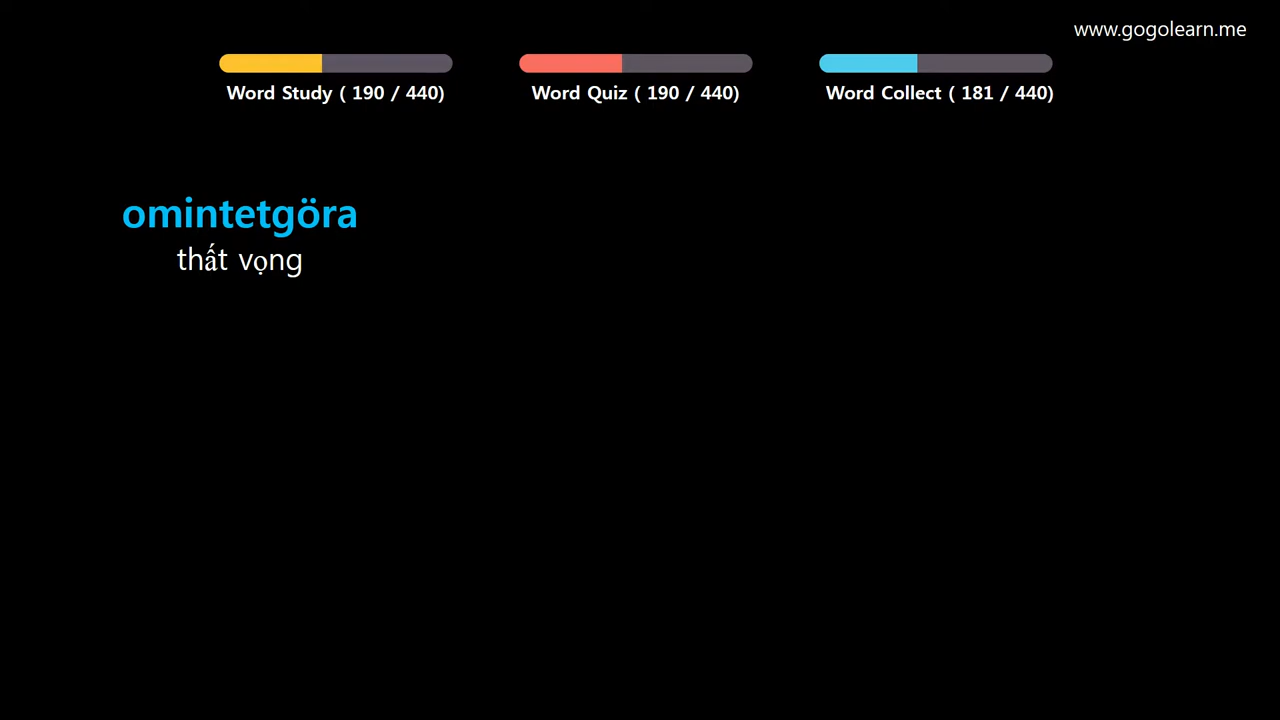 www.gogolearn.me
Word Study ( 190 / 440)
Word Quiz ( 190 / 440)
Word Collect ( 181 / 440)
omintetgöra
thất vọng